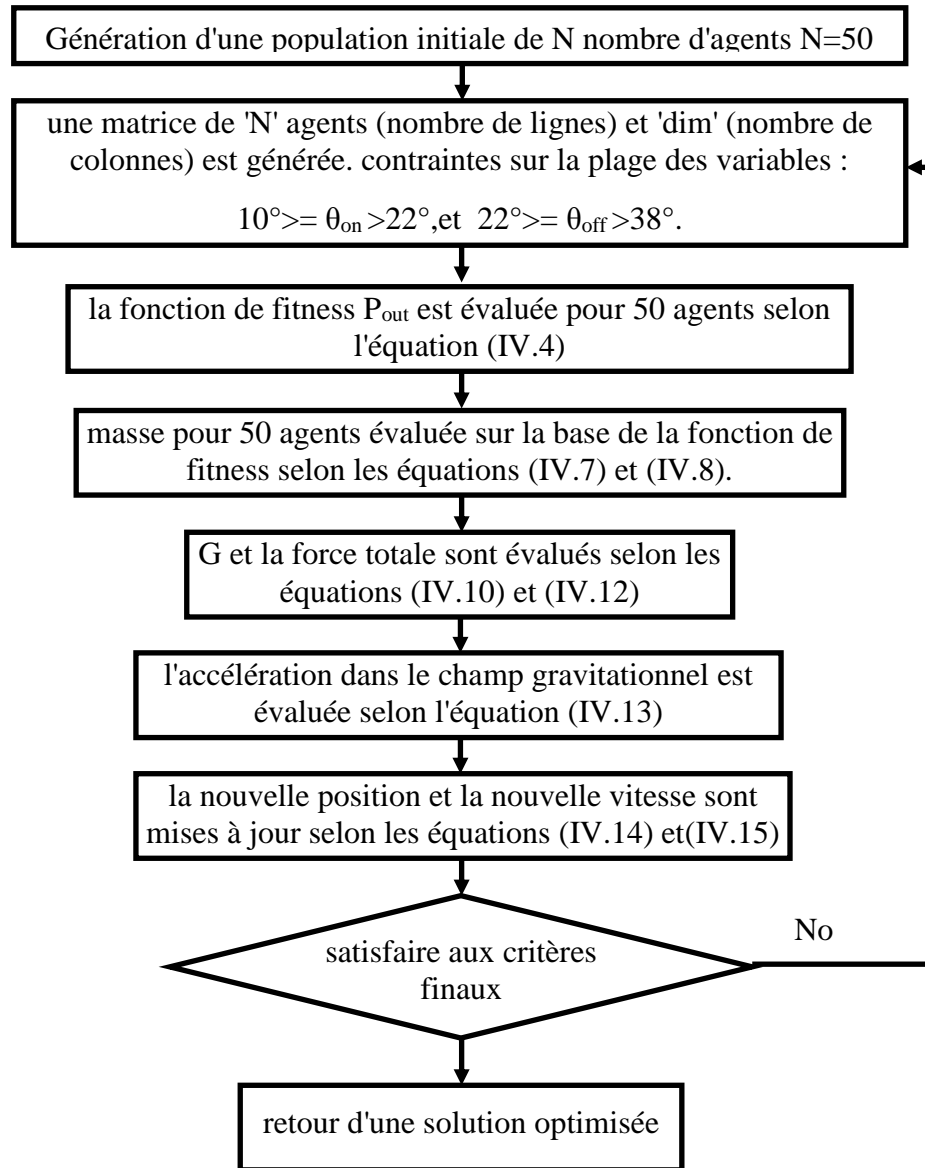 Génération d'une population initiale de N nombre d'agents N=50
une matrice de 'N' agents (nombre de lignes) et 'dim' (nombre de
colonnes) est générée. contraintes sur la plage des variables :
10°>= θon >22°,et 22°>= θoff >38°.
la fonction de fitness Pout est évaluée pour 50 agents selon
l'équation (IV.4)
masse pour 50 agents évaluée sur la base de la fonction de
fitness selon les équations (IV.7) et (IV.8).
G et la force totale sont évalués selon les
équations (IV.10) et (IV.12)
l'accélération dans le champ gravitationnel est
évaluée selon l'équation (IV.13)
la nouvelle position et la nouvelle vitesse sont
mises à jour selon les équations (IV.14) et(IV.15)
No
satisfaire aux critères
finaux
retour d'une solution optimisée